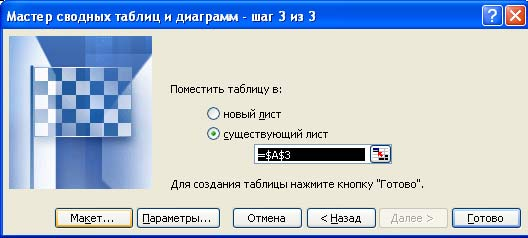 Мастер сводных таблиц и диаграмм - шаг 3 из 3
Поместить таблицу в:
новый лист
существующий лист
=$A$3
Для создания таблицы нажмите кнопку "Готово".
Макет... Параметры... Отмена < Назад Далее > Готово